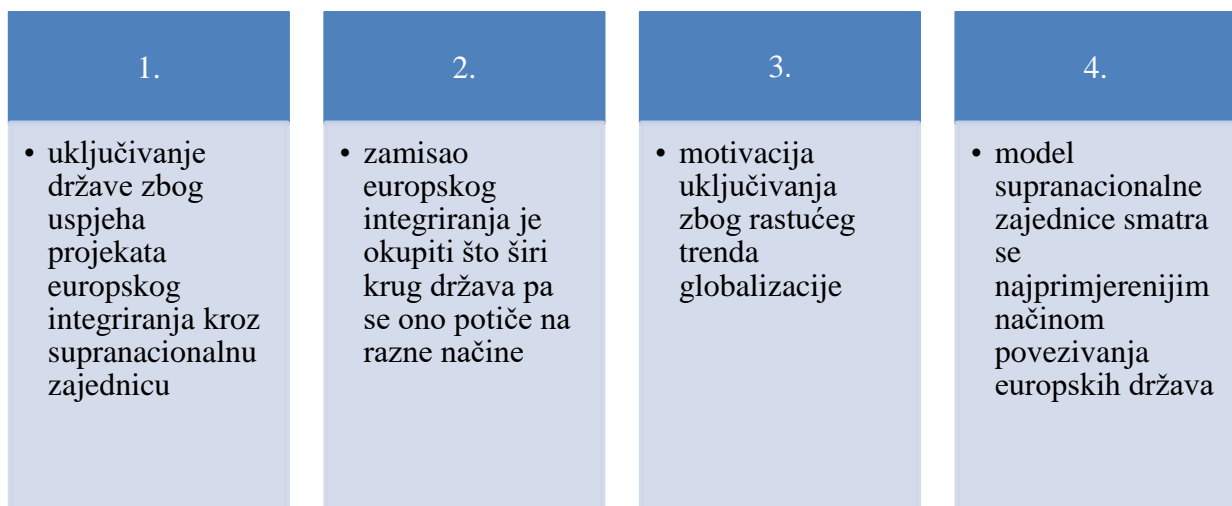 1.
• uključivanje
države zbog
uspjeha
projekata
europskog
integriranja kroz
supranacionalnu
zajednicu
2.
• zamisao
europskog
integriranja je
okupiti što širi
krug država pa
se ono potiče na
razne načine
3.
• motivacija
uključivanja
zbog rastućeg
trenda
globalizacije
4.
• model
supranacionalne
zajednice smatra
se
najprimjerenijim
načinom
povezivanja
europskih država